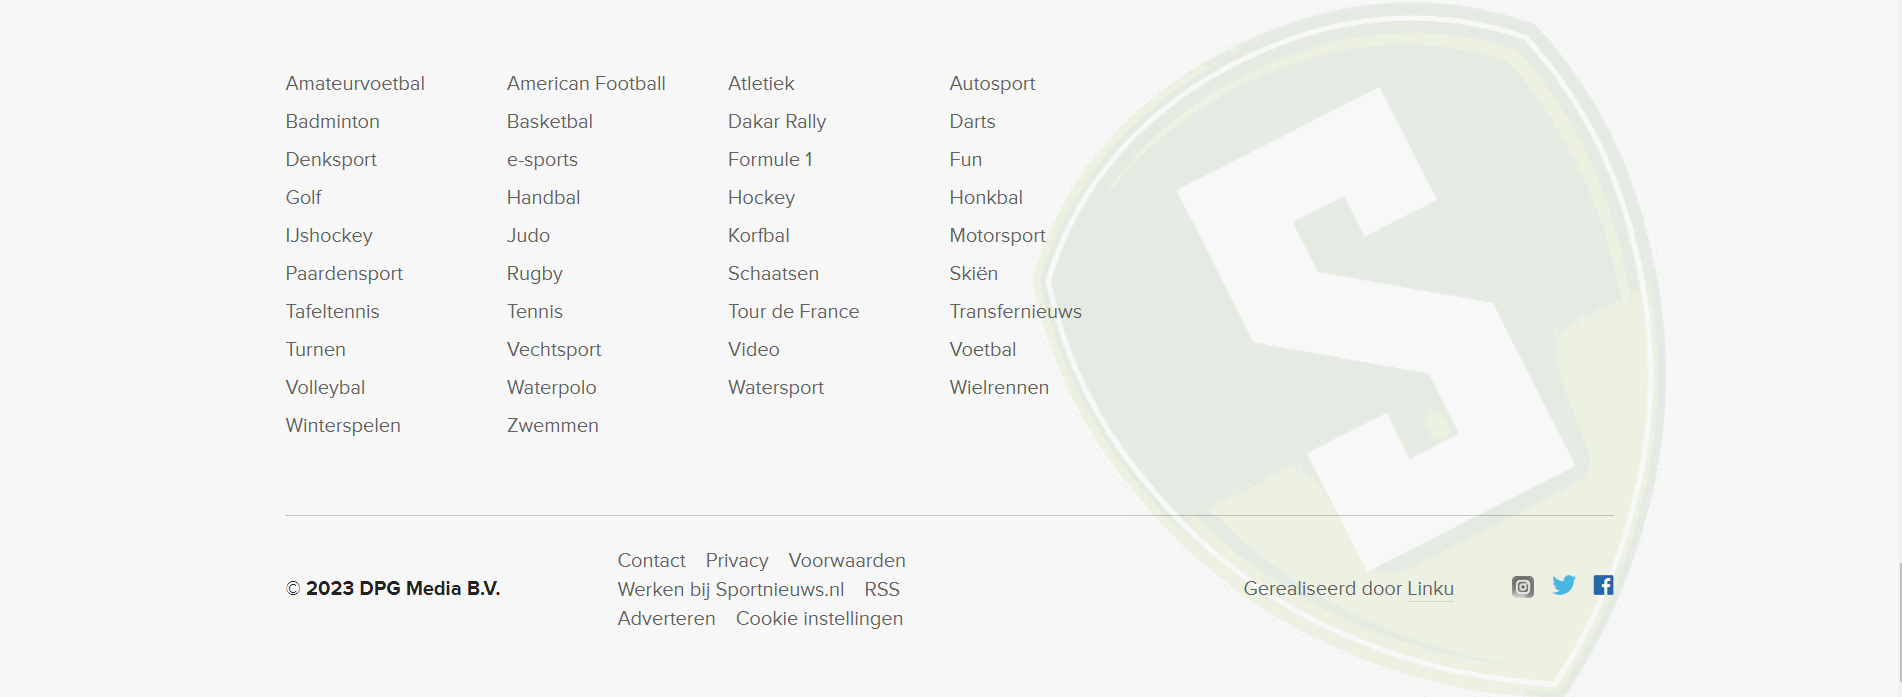 Amateurvoetbal American Football Atletiek Autosport
Badminton Basketbal Dakar Rally Darts
Denksport e-sports Formule 1 Fun
Golf Handbal Hockey Honkbal
IJshockey Judo Korfbal Motorsport
Paardensport Rugby Schaatsen Skiën
Tafeltennis Tennis Tour de France Transfernieuws
Turnen Vechtsport Video Voetbal
Volleybal Waterpolo Watersport Wielrennen
Winterspelen Zwemmen
S
Contact Privacy Voorwaarden
© 2023 DPG Media B.V. Werken bij Sportnieuws.nl RSS Gerealiseerd door Linku
Adverteren Cookie instellingen